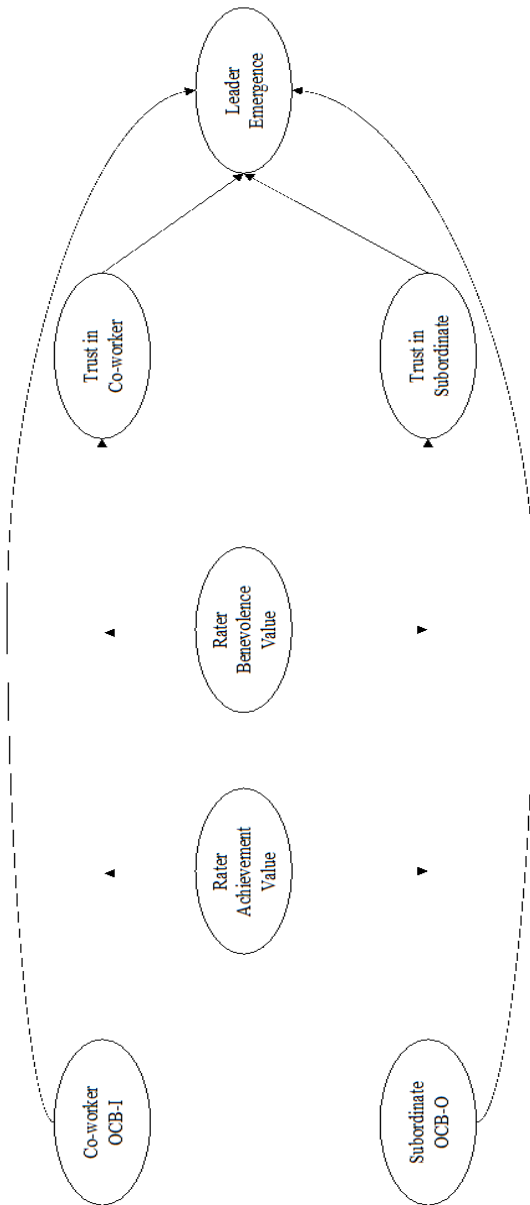 Leader
Emergence
Trust in
Co-worker
Trust in
Subordinate
Rater
Benevolence
Value
Rater
Achievement
Value
Co-worker
OCB-I
Subordinate
OCB-O